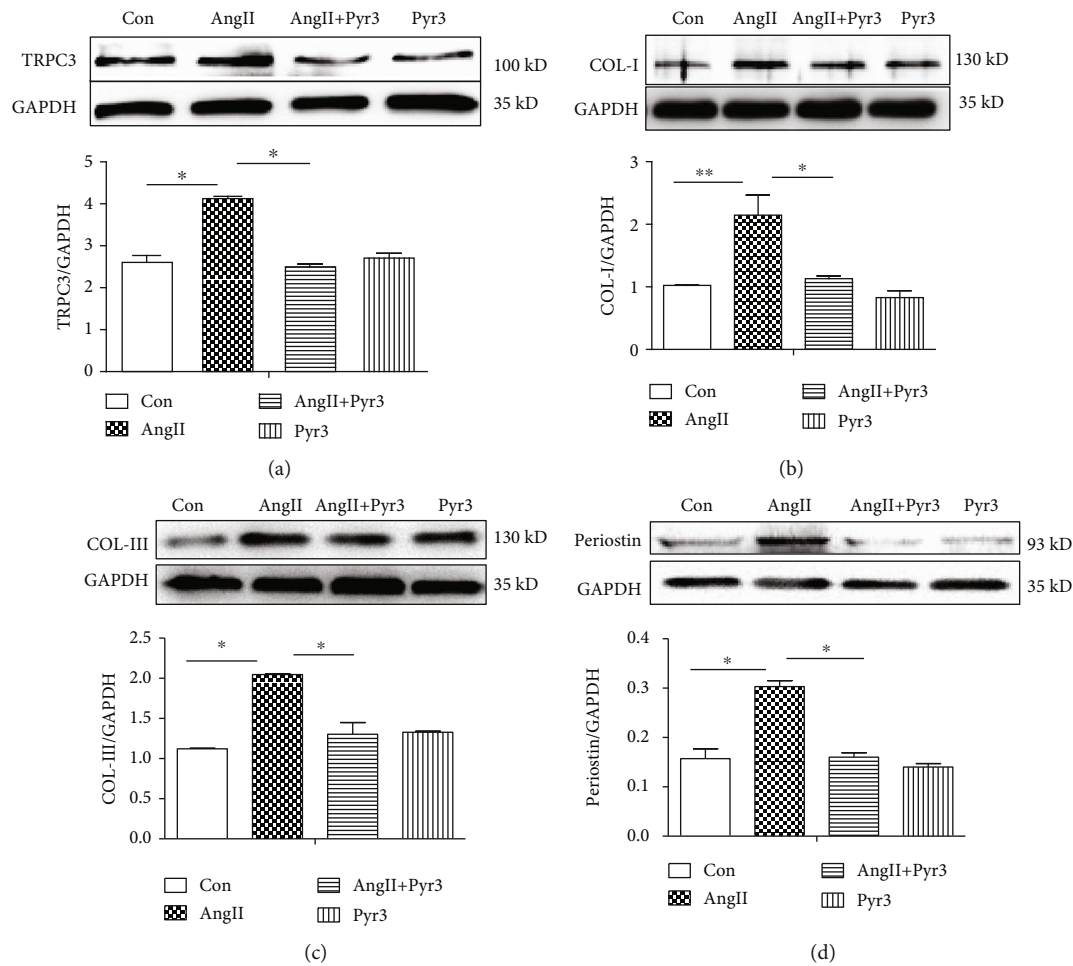 Con AngII AngII+Pyr3 Pyr3
TRPC3 100 kD
GAPDH 35 kD
5
4
3
2
1
0
TRPC3/GAPDH
* *
Con AngII+Pyr3
AngII Pyr3
(a)
Con AngII AngII+Pyr3 Pyr3
COL-I 130 kD
GAPDH 35 kD
3
2
1
0
COL-I/GAPDH
** *
Con AngII+Pyr3
AngII Pyr3
(b)
Con AngII AngII+Pyr3 Pyr3
COL-III 130 kD
GAPDH 35 kD
2.5
2.0
1.5
1.0
0.5
0.0
COL-III/GAPDH
* *
Con AngII+Pyr3
AngII Pyr3
(c)
Con AngII AngII+Pyr3 Pyr3
Periostin 93 kD
GAPDH 35 kD
0.4
0.3
0.2
0.1
0.0
Periostin/GAPDH
* *
Con AngII+Pyr3
AngII Pyr3
(d)